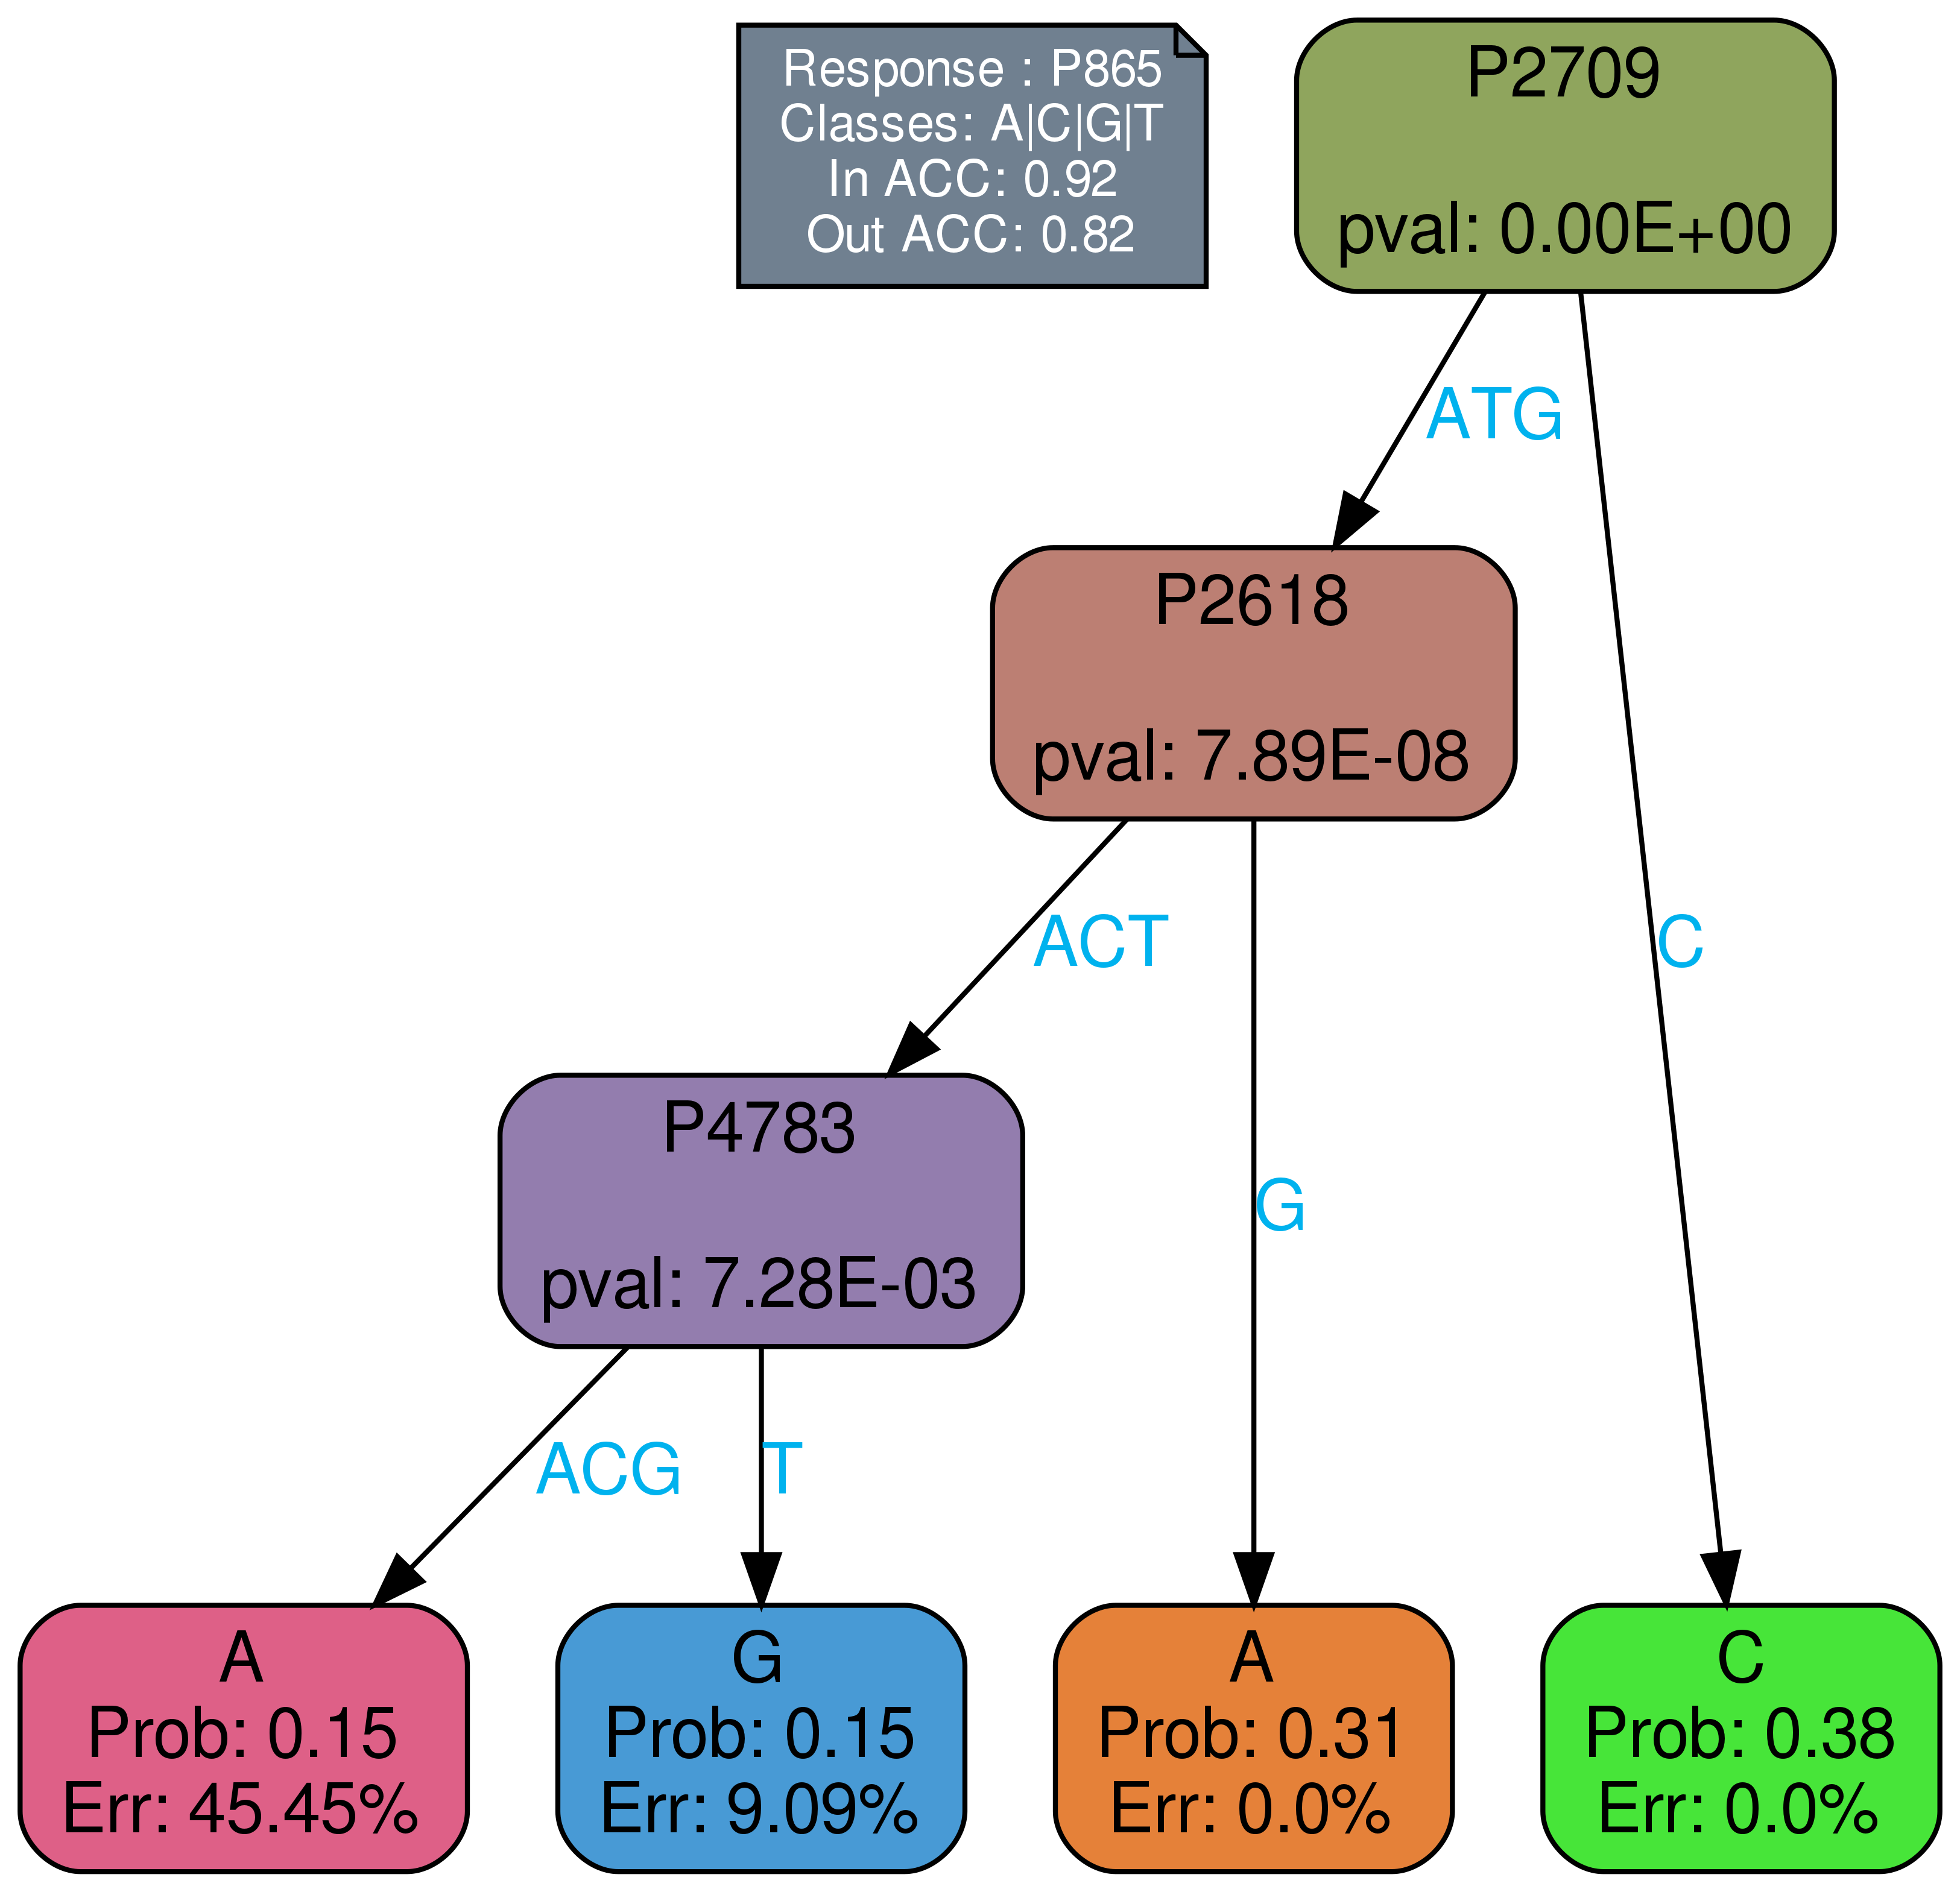 Response : P865
Classes: A|C|G|T
In ACC: 0.92
Out ACC: 0.82
P2709
pval: 0.00E+00
ATG
P2618
pval: 7.89E-08
ACT
C
P4783
pval: 7.28E-03
G
ACG
T
A
Prob: 0.15
Err: 45.45%
G
Prob: 0.15
Err: 9.09%
A
Prob: 0.31
Err: 0.0%
C
Prob: 0.38
Err: 0.0%